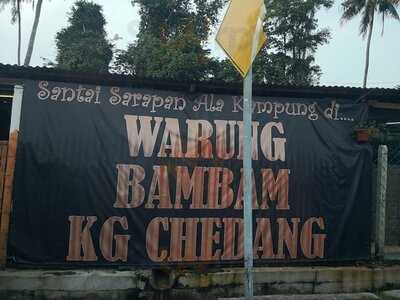 Santai Sarapan Ala Kampung di....
WARUNG
BAMBAM
KG CHEDANG